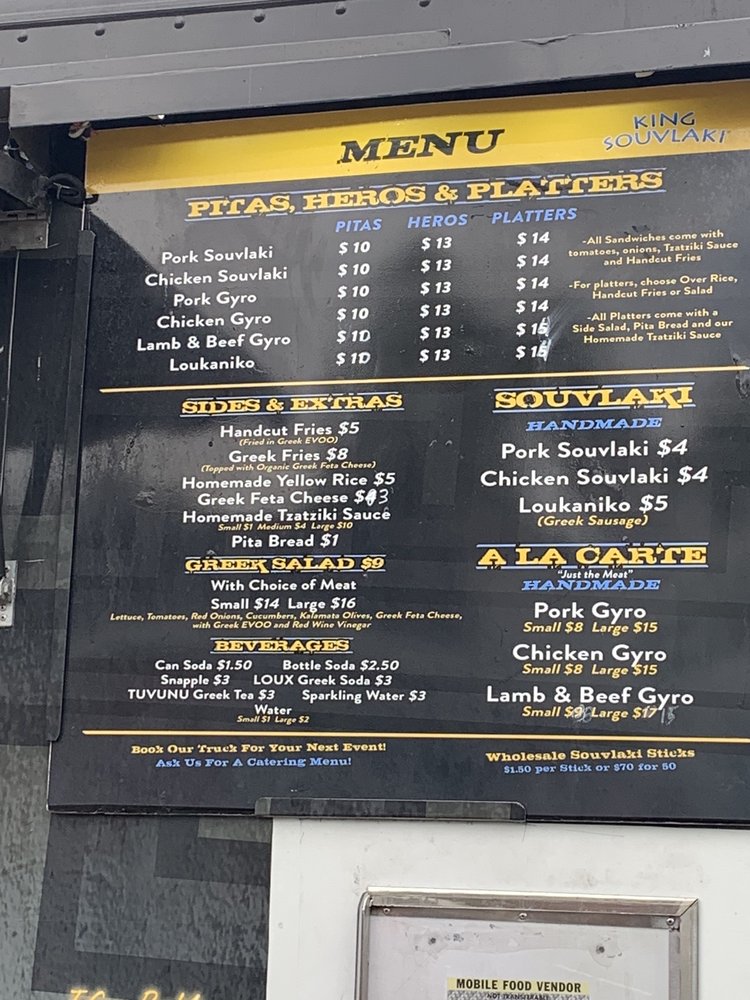 MENU
KING
SOUVLAKI
PITAS, HEROS & PLATTERS
PITAS HEROS PLATTERS
Pork Souvlaki $10 $13 $14
Chicken Souvlaki $10 $13 $14
Pork Gyro $10 $13 $14
Chicken Gyro $10 $13 $14
Lamb & Beef Gyro $10 $13 $15
Loukaniko $10 $13 $15
-All Sandwiches come with
tomatoes, onions, Tzatziki Sauce
and Handcut Fries
-For platters, choose Over Rice,
Handcut Fries or Salad
-All Platters come with a
Side Salad, Pita Bread and our
Homemade Tzatziki Sauce
SIDES & EXTRAS
Handcut Fries $5
(Fried in Greek EVOO)
Greek Fries $8
(Topped with Organic Greek Feta Cheese)
Homemade Yellow Rice $5
Greek Feta Cheese $3
Homemade Tzatziki Sauce
Small $1 Medium $4 Large $10
Pita Bread $1
GREEK SALAD $9
With Choice of Meat
Small $14 Large $16
Lettuce, Tomatoes, Red Onions, Cucumbers, Kalamata Olives, Greek Feta Cheese,
with Greek EVOO and Red Wine Vinegar
BEVERAGES
Can Soda $1.50 Bottle Soda $2.50
Snapple $3 LOUX Greek Soda $3
TUVUNU Greek Tea $3 Sparkling Water $3
Water
Small $1 Large $2
SOUVLAKI
HANDMADE
Pork Souvlaki $4
Chicken Souvlaki $4
Loukaniko $5
(Greek Sausage)
A LA CARTE
"Just the Meat"
HANDMADE
Pork Gyro
Small $8 Large $15
Chicken Gyro
Small $8 Large $15
Lamb & Beef Gyro
Small Large $17
Book Our Truck For Your Next Event!
Ask Us For A Catering Menu!
Wholesale Souvlaki Sticks
$1.50 per Stick or $70 for 50
MOBILE FOOD VENDOR
NOT TRANSFERABLE